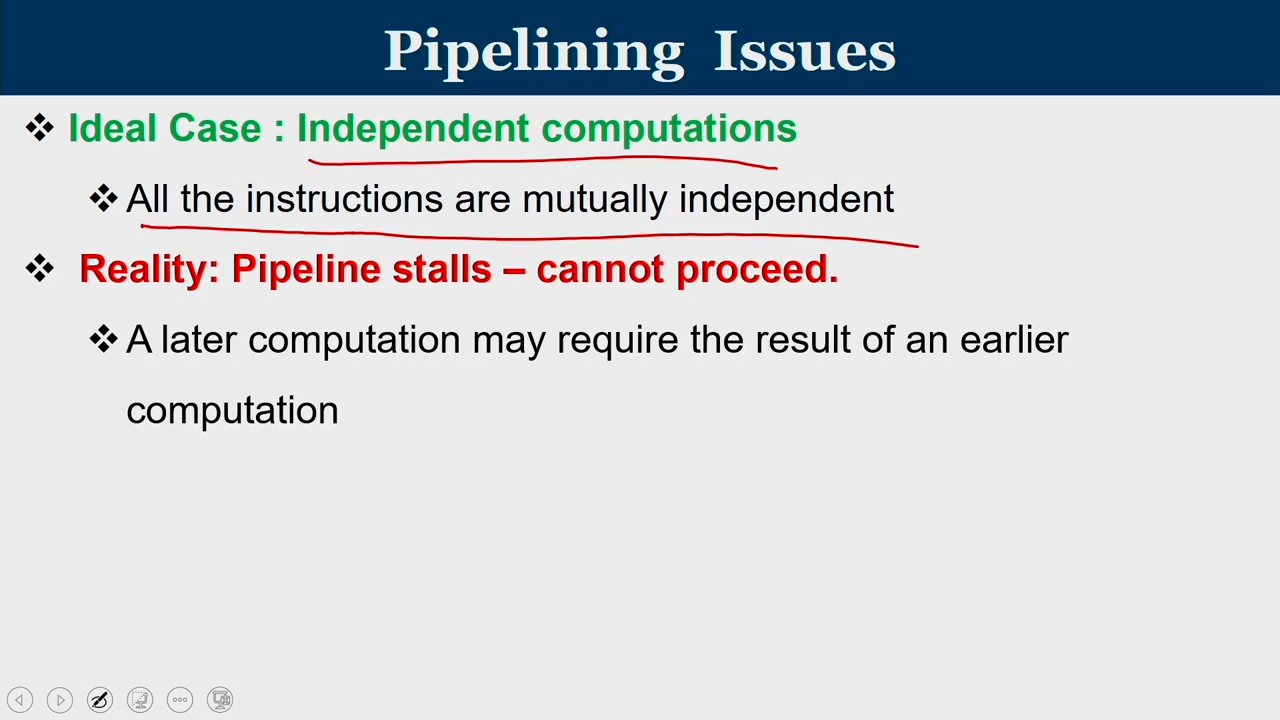 Pipelining Issues
❖ Ideal Case : Independent computations
❖ All the instructions are mutually independent
❖ Reality: Pipeline stalls – cannot proceed.
❖ A later computation may require the result of an earlier
computation